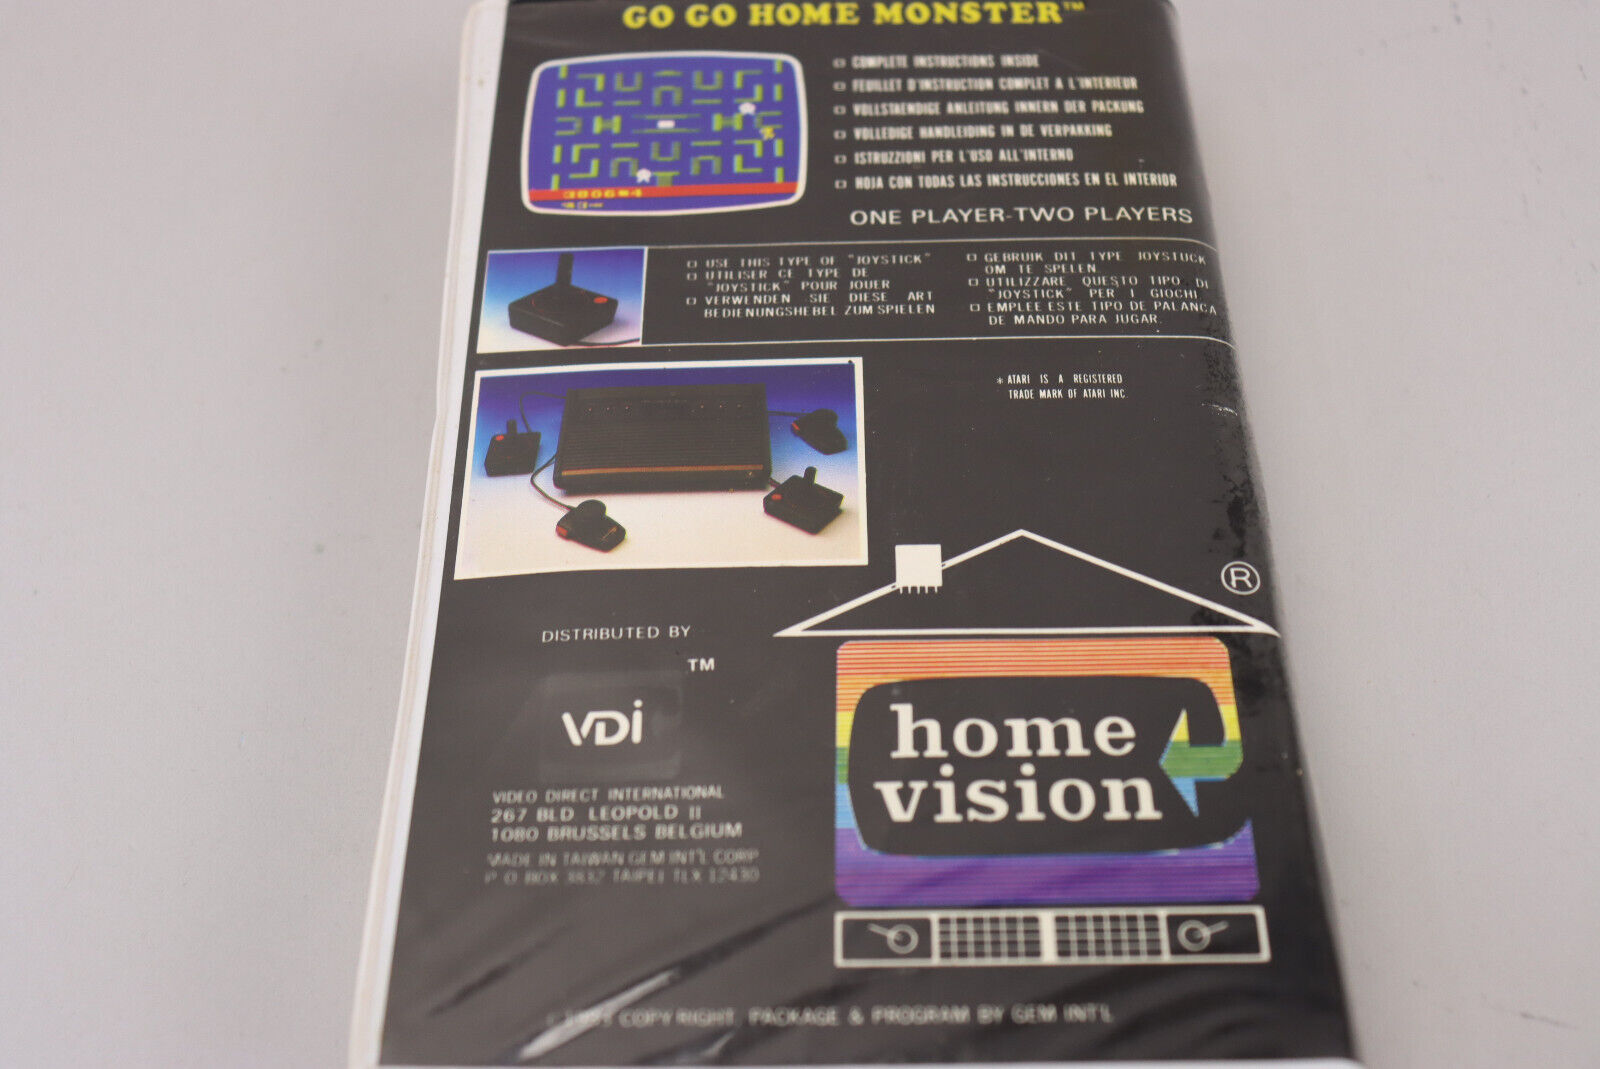 GO GO HOME MONSTER™
COMPLETE INSTRUCTIONS INSIDE
FEUILLET D'INSTRUCTION COMPLET A L'INTERIEUR
VOLLSTAENDIGE ANLEITUNG INNERN DER PACKUNG
VOLLEDIGE HANDLEIDING IN DE VERPAKKING
ISTRUZZIONI PER L'USO ALL'INTERNO
HOJA CON TODAS LAS INSTRUCCIONES EN EL INTERIOR
ONE PLAYER-TWO PLAYERS
USE THIS TYPE OF "JOYSTICK"
UTILISER CE TYPE DE
"JOYSTICK" POUR JOUER
VERWENDEN SIE DIESE ART
BEDIENUNGSHEBEL ZUM SPIELEN
GEBRUIK DIT TYPE JOYSTUCK
OM TE SPELEN.
UTILIZZARE QUESTO TIPO DI
"JOYSTICK" PER I GIOCHI
EMPLEE ESTE TIPO DE PALANCA
DE MANDO PARA JUGAR.
* ATARI IS A REGISTERED
TRADE MARK OF ATARI INC
®
DISTRIBUTED BY
TM
VDI
VIDEO DIRECT INTERNATIONAL
267 BLD. LEOPOLD II
1080 BRUSSELS BELGIUM
MADE IN TAIWAN GEM INT'L CORP
P.O. BOX TAIPEI TLX 12430
home
vision
COPYRIGHT, PACKAGE & PROGRAM BY GEM INT'L